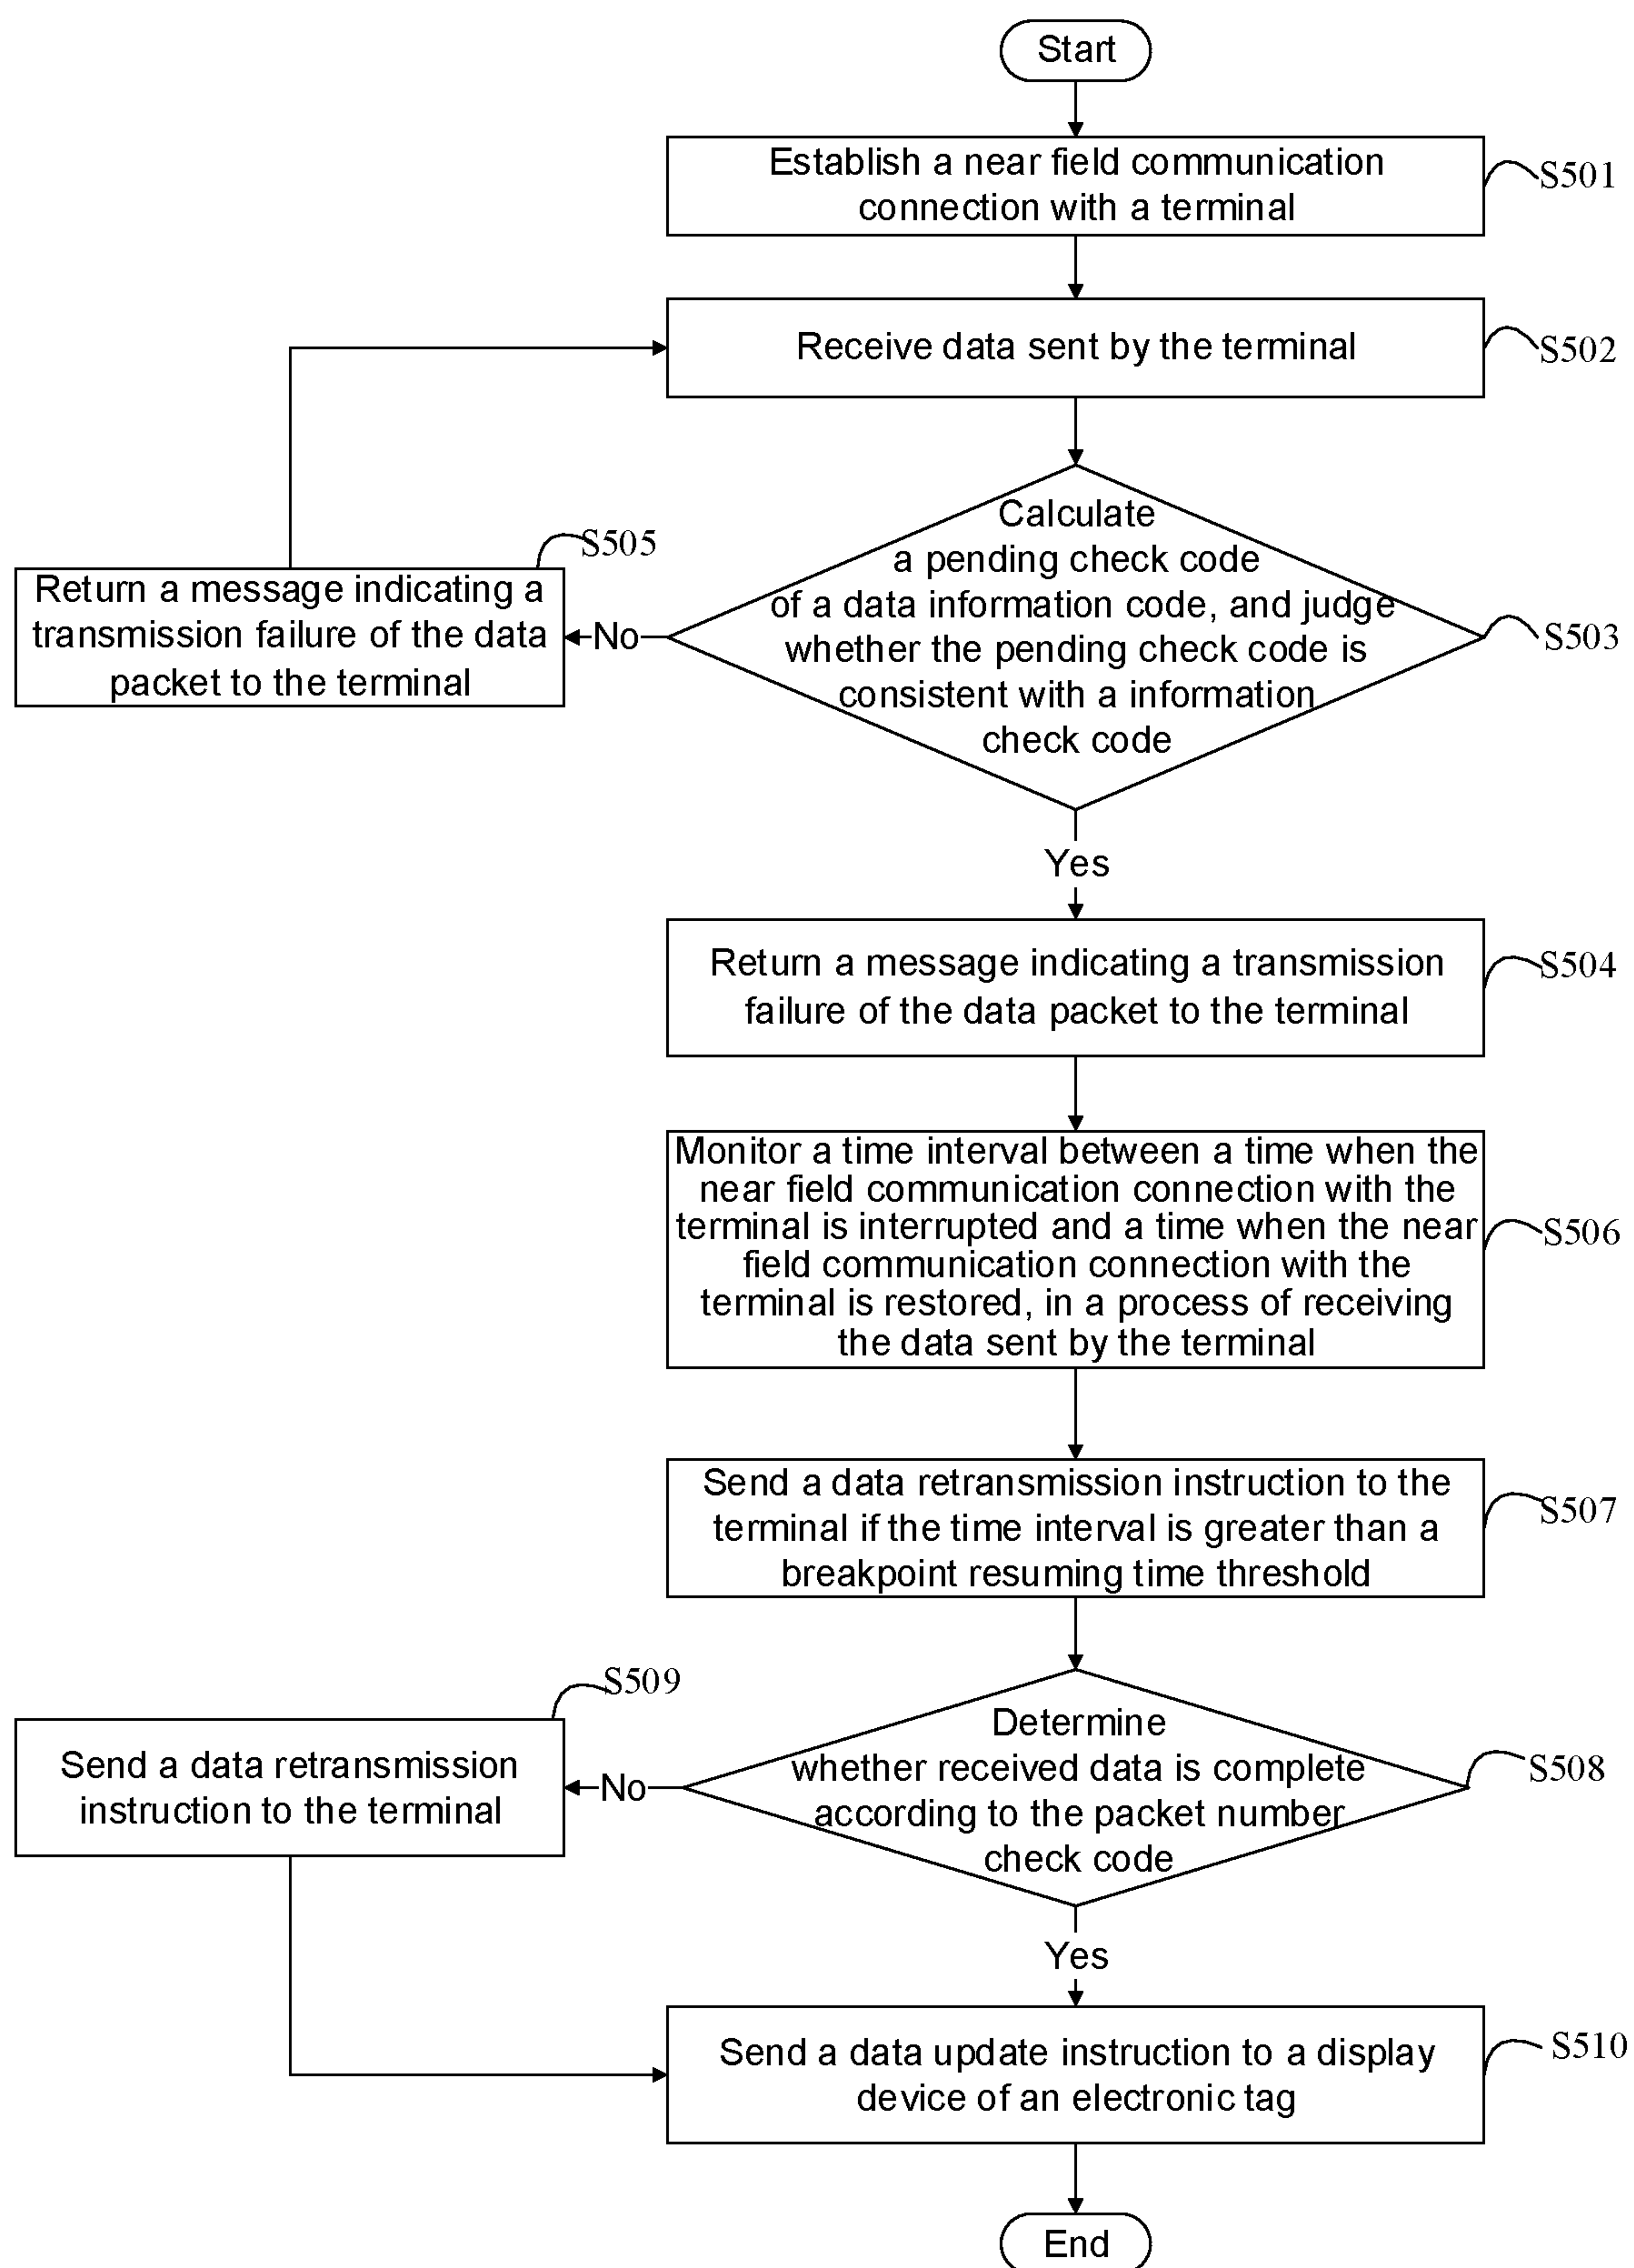 Start
Establish a near field communication
connection with a terminal
S501
Receive data sent by the terminal
S502
Calculate
a pending check code
of a data information code, and judge
whether the pending check code is
consistent with a information
check code
S503
No
S505
Return a message indicating a
transmission failure of the data
packet to the terminal
Yes
Return a message indicating a transmission
failure of the data packet to the terminal
S504
Monitor a time interval between a time when the
near field communication connection with the
terminal is interrupted and a time when the near
field communication connection with the
terminal is restored, in a process of receiving
the data sent by the terminal
S506
Send a data retransmission instruction to the
terminal if the time interval is greater than a
breakpoint resuming time threshold
S507
Determine
whether received data is complete
according to the packet number
check code
S508
No
S509
Send a data retransmission
instruction to the terminal
Yes
Send a data update instruction to a display
device of an electronic tag
S510
End